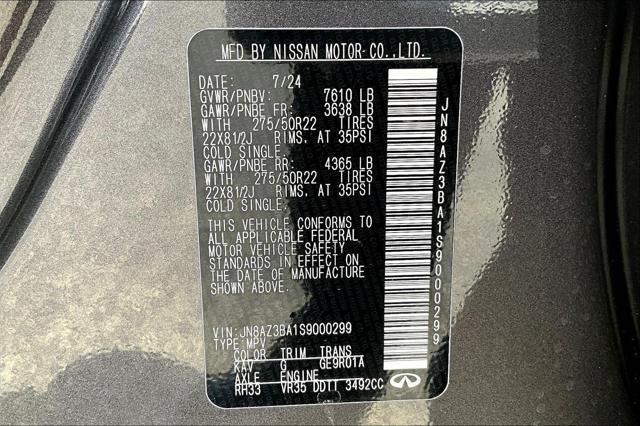 MFD BY NISSAN MOTOR CO.,LTD.
DATE: 7/24
GVWR/PNBV: 7610 LB
GAWR/PNBE FR: 3638 LB
WITH 275/50R22 TIRES
22X81/2J RIMS, AT 35PSI
COLD SINGLE
GAWR/PNBE RR: 4365 LB
WITH 275/50R22 TIRES
22X81/2J RIMS, AT 35PSI
COLD SINGLE
THIS VEHICLE CONFORMS TO
ALL APPLICABLE FEDERAL
MOTOR VEHICLE SAFETY
STANDARDS IN EFFECT ON
THE DATE OF MANUFACTURE
SHOWN ABOVE.
VIN:JN8AZ3BA1S9000299
TYPE:MPV
COLOR TRIM TRANS
KAV G GE9R01A
AXLE ENGINE
RH33 VR35 DDTT 3492CC
JN8AZ3BA1S9000299
INFINITI